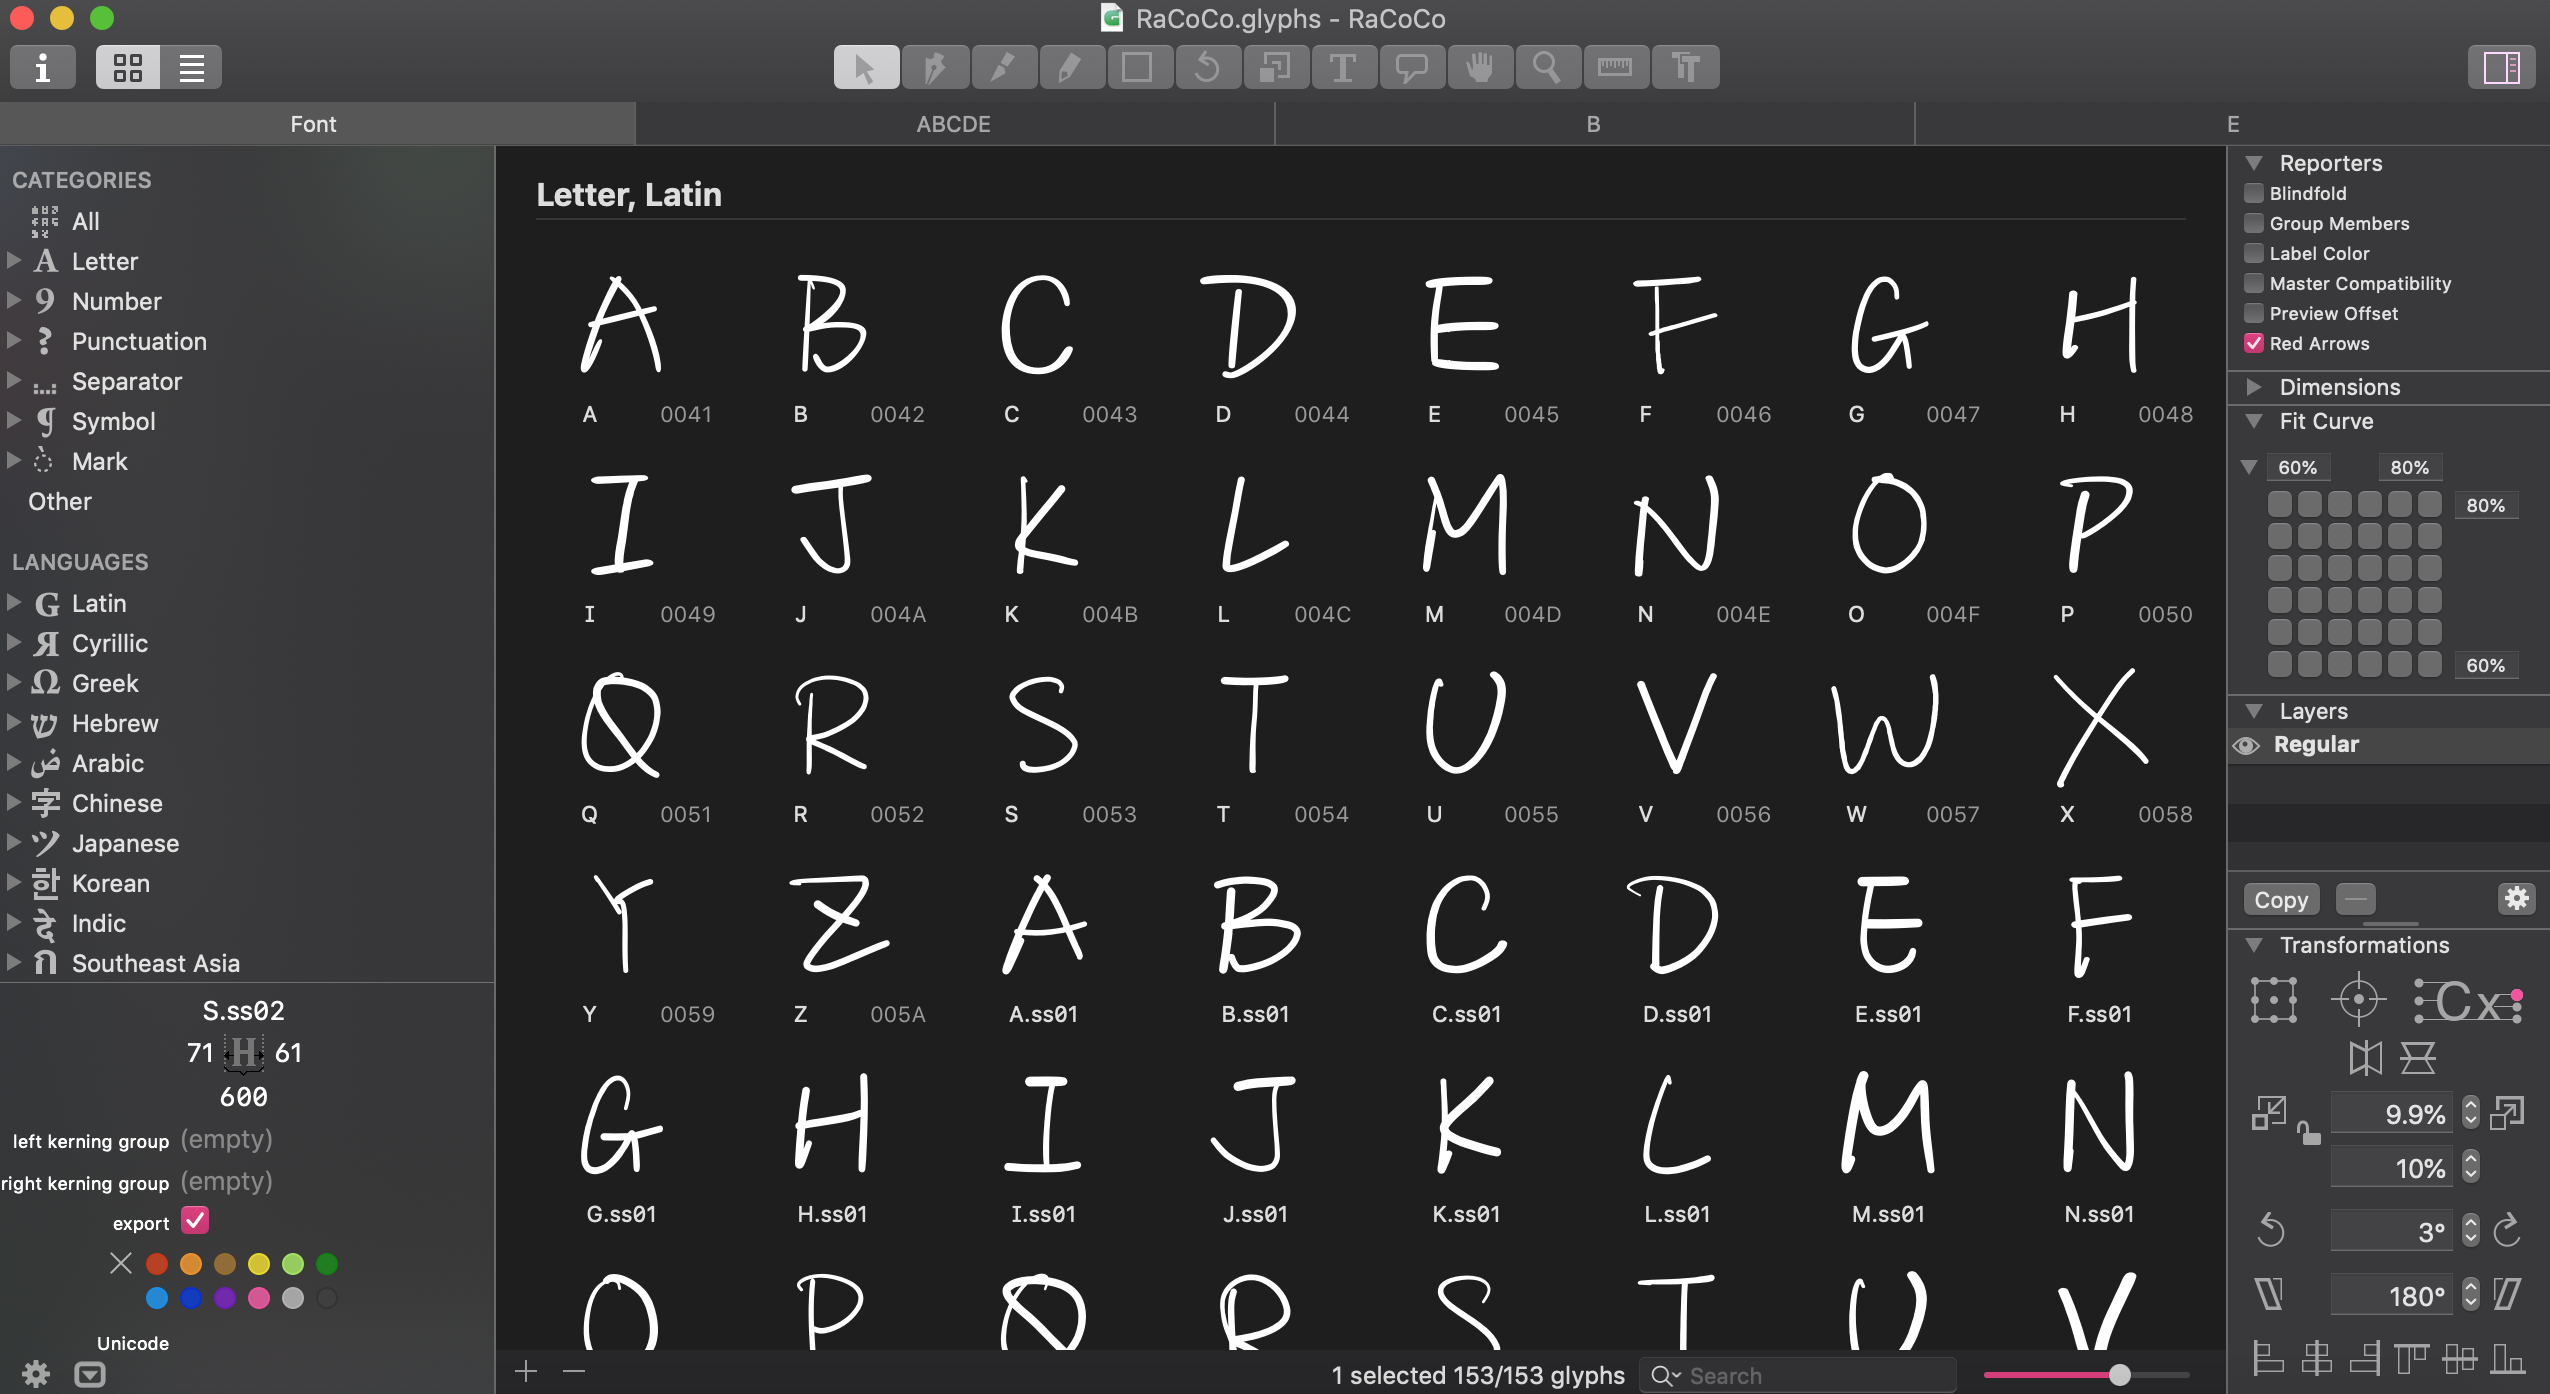 RaCoCo.glyphs - RaCoCo
Font
ABCDE
B
E
CATEGORIES
All
Letter
Number
Punctuation
Separator
Symbol
Mark
Other
LANGUAGES
Latin
Cyrillic
Greek
Hebrew
Arabic
Chinese
Japanese
Korean
Indic
Southeast Asia
S.ss02
71 H 61
600
left kerning group (empty)
right kerning group (empty)
export
Unicode
Letter, Latin
A B C D E F G H
A 0041 B 0042 C 0043 D 0044 E 0045 F 0046 G 0047 H 0048
I J K L M N O P
I 0049 J 004A K 004B L 004C M 004D N 004E O 004F P 0050
Q R S T U V W X
Q 0051 R 0052 S 0053 T 0054 U 0055 V 0056 W 0057 X 0058
Y Z A B C D E F
Y 0059 Z 005A A.ss01 B.ss01 C.ss01 D.ss01 E.ss01 F.ss01
G H I J K L M N
G.ss01 H.ss01 I.ss01 J.ss01 K.ss01 L.ss01 M.ss01 N.ss01
O P Q R S T U V
1 selected 153/153 glyphs
Search
Reporters
Blindfold
Group Members
Label Color
Master Compatibility
Preview Offset
Red Arrows
Dimensions
Fit Curve
60% 80%
80%
60%
Layers
Regular
Copy
Transformations
Cx
9.9%
10%
3°
180°